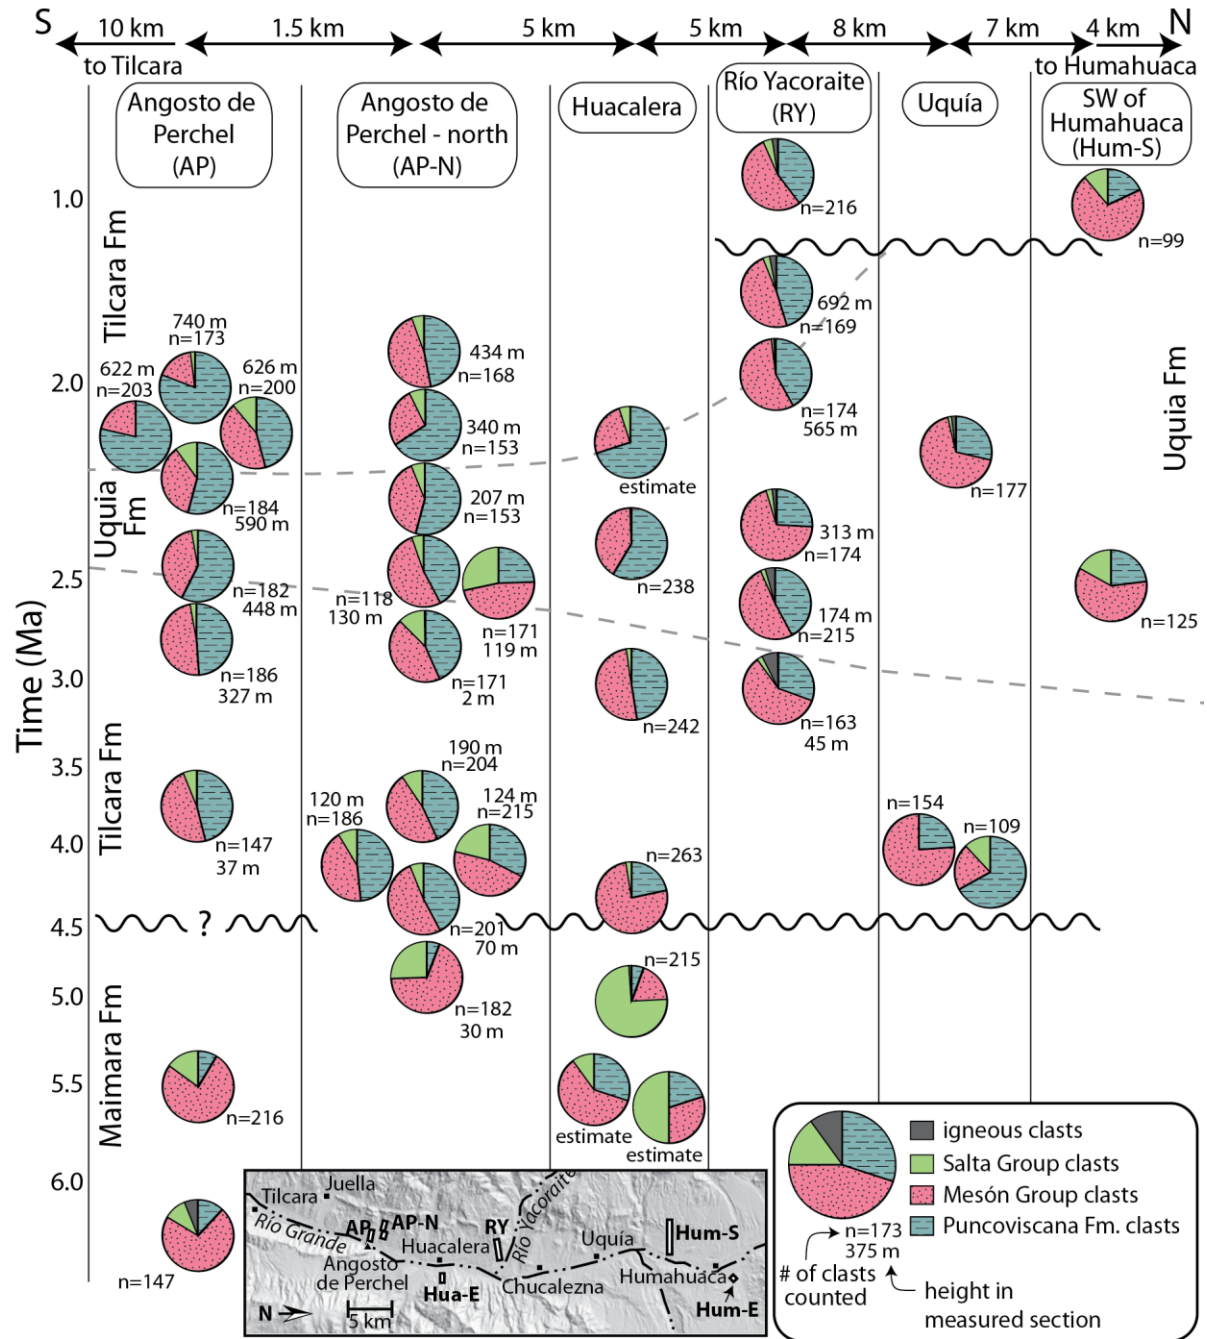 S
10 km
1.5 km
5 km
5 km
8 km
7 km
4 km
N
to Tilcara
to Humahuaca
Angosto de
Perchel
(AP)
Angosto de
Perchel - north
(AP-N)
Huacalera
Río Yacoraite
(RY)
Uquía
SW of
Humahuaca
(Hum-S)
Time (Ma)
1.0
2.0
2.5
3.0
3.5
4.0
4.5
5.0
5.5
6.0
Tilcara Fm
Uquia
Fm
Tilcara Fm
Maimara Fm
Uquia Fm
740 m
n=173
622 m
n=203
626 m
n=200
n=184
590 m
n=182
448 m
n=186
327 m
n=147
37 m
?
n=216
n=147
434 m
n=168
340 m
n=153
207 m
n=153
n=118
130 m
n=171
119 m
n=171
2 m
190 m
n=204
120 m
n=186
124 m
n=215
n=201
70 m
n=182
30 m
estimate
n=238
n=242
n=263
n=215
estimate
estimate
n=216
692 m
n=169
n=174
565 m
313 m
n=174
174 m
n=215
n=163
45 m
n=177
n=154
n=109
n=99
n=125
Juella
Tilcara
Río Grande
AP
AP-N
Angosto
de Perchel
Huacalera
Hua-E
RY
Río Yacoraite
Chucalezna
Uquía
Hum-S
Humahuaca
Hum-E
N
5 km
igneous clasts
Salta Group clasts
Mesón Group clasts
Puncoviscana Fm. clasts
n=173
375 m
# of clasts
counted
height in
measured section